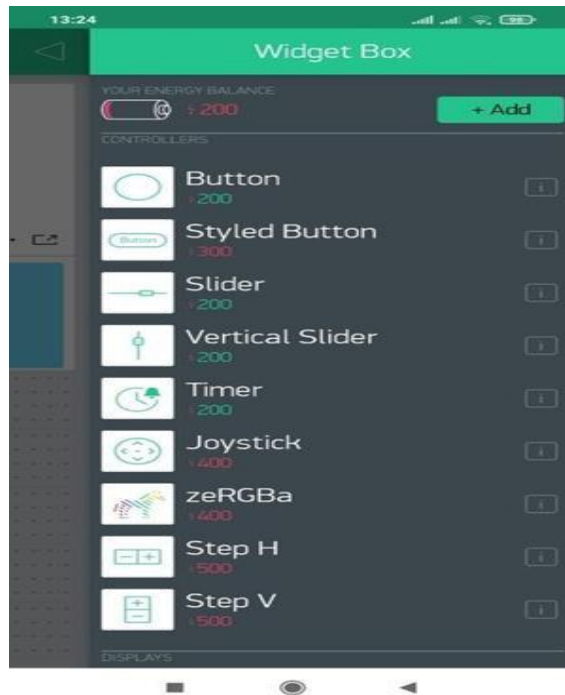 13:24
98
Widget Box
YOUR ENERGY BALANCE
200
+ Add
CONTROLLERS
Button
200
Button
Styled Button
300
Slider
200
Vertical Slider
200
Timer
200
Joystick
400
zeRGBa
400
Step H
500
Step V
500
DISPLAYS